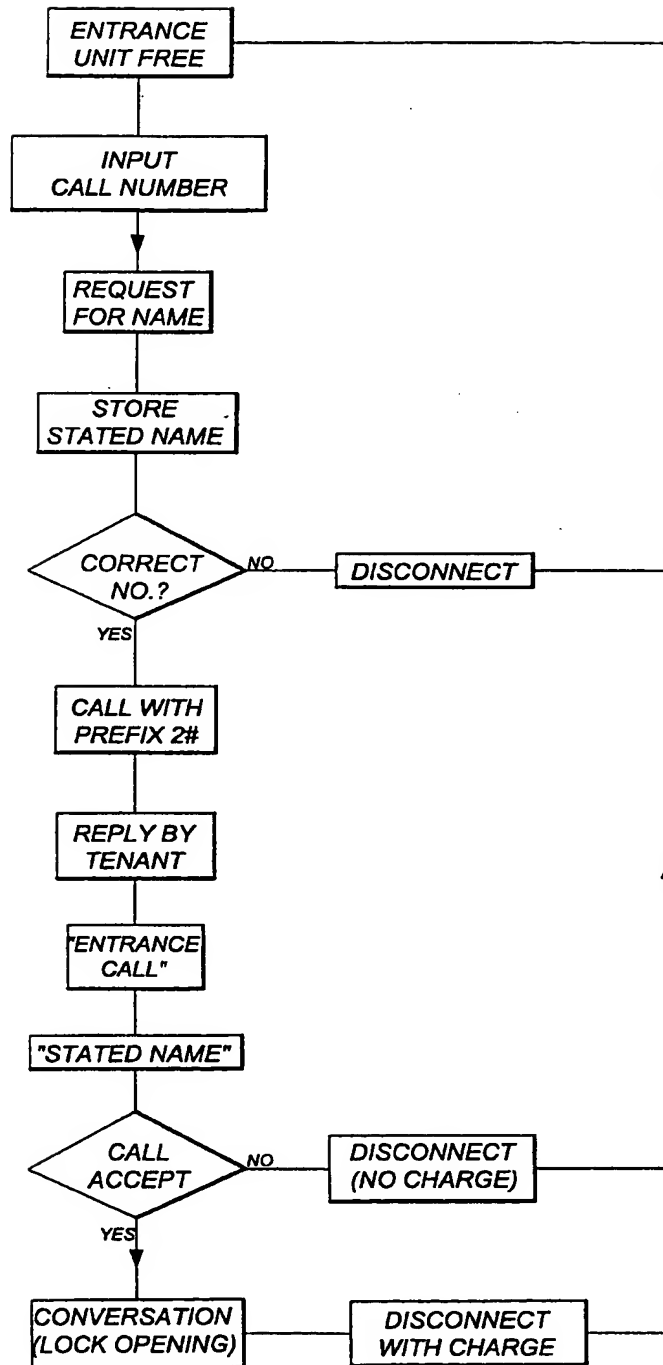 ENTRANCE
UNIT FREE
INPUT
CALL NUMBER
REQUEST
FOR NAME
STORE
STATED NAME
CORRECT
NO.?
NO
DISCONNECT
YES
CALL WITH
PREFIX 2#
REPLY BY
TENANT
"ENTRANCE
CALL"
"STATED NAME"
CALL
ACCEPT
NO
DISCONNECT
(NO CHARGE)
YES
CONVERSATION
(LOCK OPENING)
DISCONNECT
WITH CHARGE